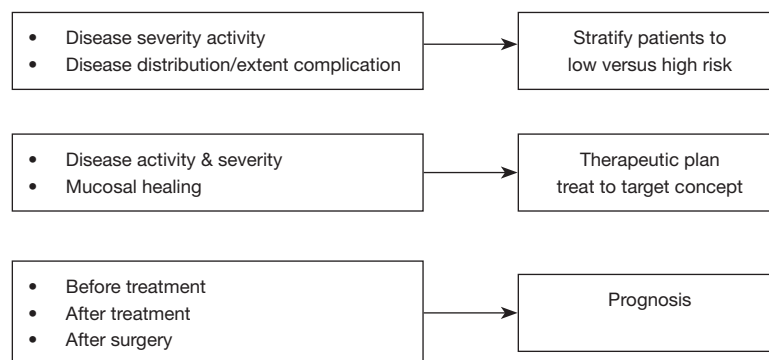 • Disease severity activity
• Disease distribution/extent complication
Stratify patients to
low versus high risk
• Disease activity & severity
• Mucosal healing
Therapeutic plan
treat to target concept
• Before treatment
• After treatment
• After surgery
Prognosis